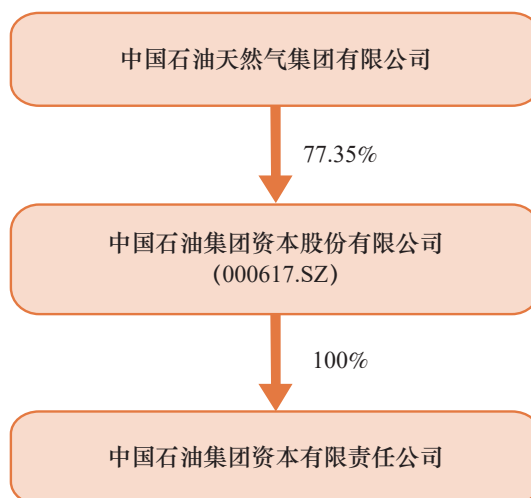 中国石油天然气集团有限公司
77.35%
中国石油集团资本股份有限公司
(000617.SZ)
100%
中国石油集团资本有限责任公司